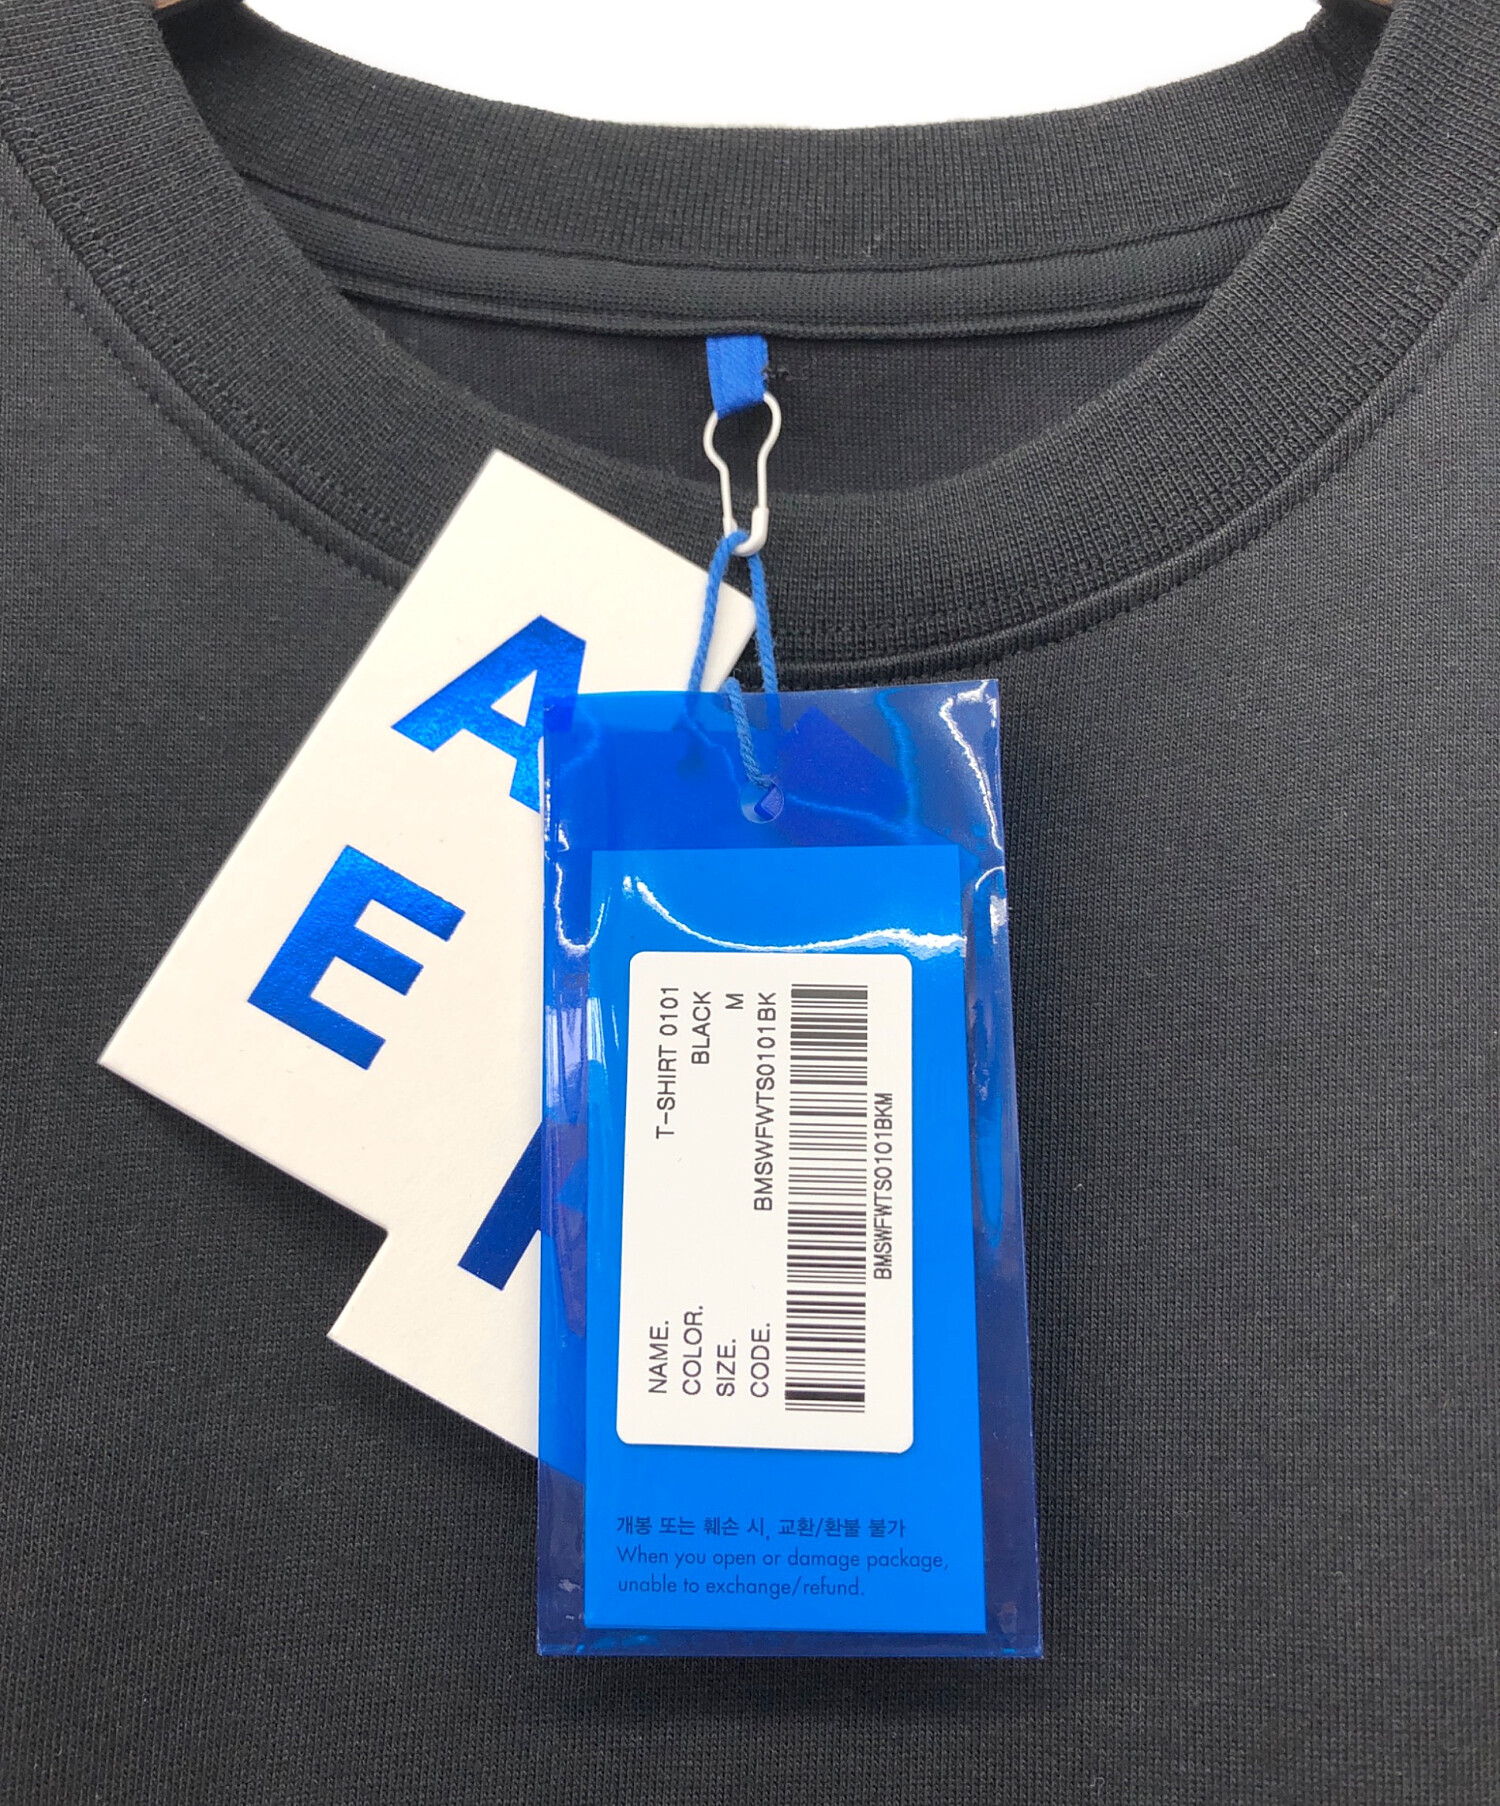 A
E
NAME. T-SHIRT 0101
COLOR. BLACK
SIZE. M
CODE. BMSWFWTS0101BK
BMSWFWTS0101BKM
개봉 또는 훼손 시, 교환/환불 불가
When you open or damage package,
unable to exchange/refund.